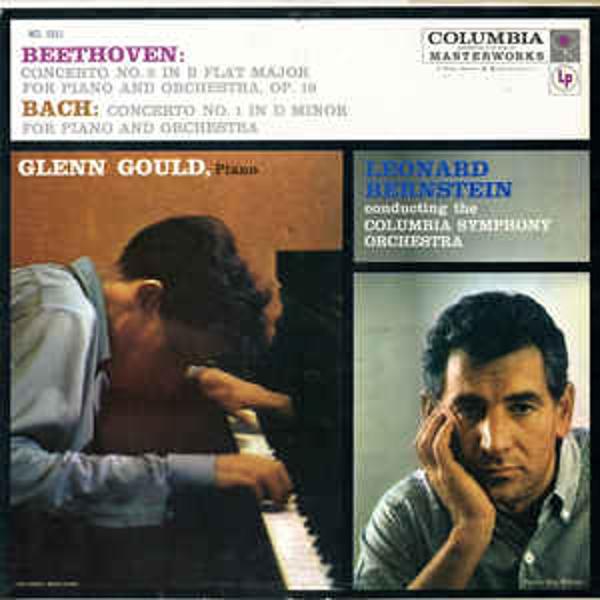 BEETHOVEN:
CONCERTO NO. 2 IN B FLAT MAJOR
FOR PIANO AND ORCHESTRA, OP. 19
BACH: CONCERTO NO. 1 IN D MINOR
FOR PIANO AND ORCHESTRA
COLUMBIA
MASTERWORKS
Lp
GLENN GOULD, Piano
LEONARD
BERNSTEIN
conducting the
COLUMBIA SYMPHONY
ORCHESTRA